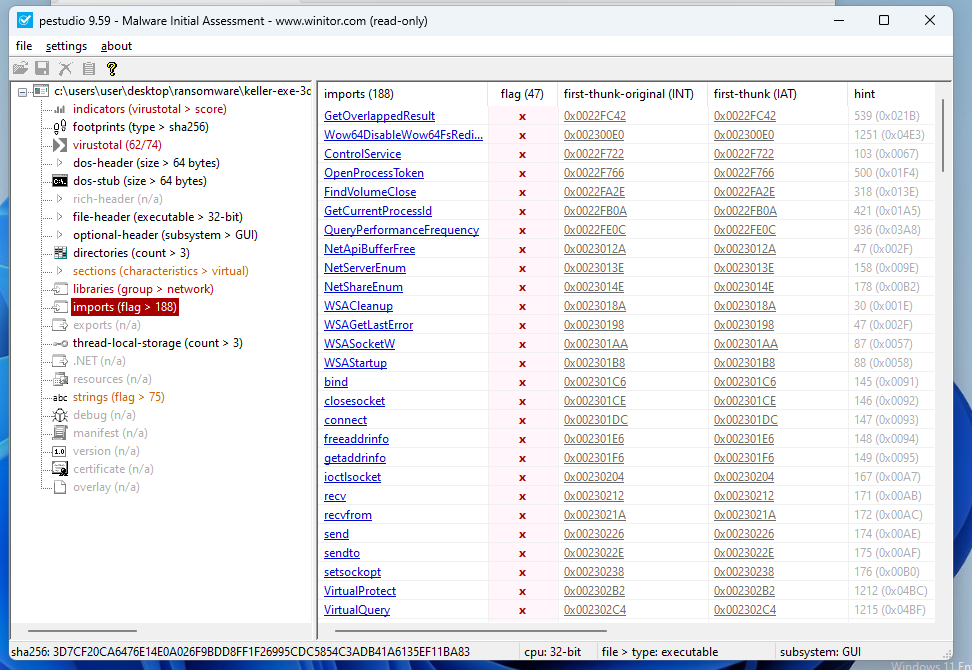 pestudio 9.59 - Malware Initial Assessment - www.winitor.com (read-only)
file settings about
c:\users\user\desktop\ransomware\keller-exe-3d
indicators (virustotal > score)
footprints (type > sha256)
virustotal (62/74)
dos-header (size > 64 bytes)
dos-stub (size > 64 bytes)
rich-header (n/a)
file-header (executable > 32-bit)
optional-header (subsystem > GUI)
directories (count > 3)
sections (characteristics > virtual)
libraries (group > network)
imports (flag > 188)
exports (n/a)
thread-local-storage (count > 3)
.NET (n/a)
resources (n/a)
abc strings (flag > 75)
debug (n/a)
manifest (n/a)
1.0 version (n/a)
certificate (n/a)
overlay (n/a)
imports (188) flag (47) first-thunk-original (INT) first-thunk (IAT) hint
GetOverlappedResult x 0x0022FC42 0x0022FC42 539 (0x021B)
Wow64DisableWow64FsRedi... x 0x002300E0 0x002300E0 1251 (0x04E3)
ControlService x 0x0022F722 0x0022F722 103 (0x0067)
OpenProcessToken x 0x0022F766 0x0022F766 500 (0x01F4)
FindVolumeClose x 0x0022FA2E 0x0022FA2E 318 (0x013E)
GetCurrentProcessId x 0x0022FB0A 0x0022FB0A 421 (0x01A5)
QueryPerformanceFrequency x 0x0022FE0C 0x0022FE0C 936 (0x03A8)
NetApiBufferFree x 0x0023012A 0x0023012A 47 (0x002F)
NetServerEnum x 0x0023013E 0x0023013E 158 (0x009E)
NetShareEnum x 0x0023014E 0x0023014E 178 (0x00B2)
WSACleanup x 0x0023018A 0x0023018A 30 (0x001E)
WSAGetLastError x 0x00230198 0x00230198 47 (0x002F)
WSASocketW x 0x002301AA 0x002301AA 87 (0x0057)
WSAStartup x 0x002301B8 0x002301B8 88 (0x0058)
bind x 0x002301C6 0x002301C6 145 (0x0091)
closesocket x 0x002301CE 0x002301CE 146 (0x0092)
connect x 0x002301DC 0x002301DC 147 (0x0093)
freeaddrinfo x 0x002301E6 0x002301E6 148 (0x0094)
getaddrinfo x 0x002301F6 0x002301F6 149 (0x0095)
ioctlsocket x 0x00230204 0x00230204 167 (0x00A7)
recv x 0x00230212 0x00230212 171 (0x00AB)
recvfrom x 0x0023021A 0x0023021A 172 (0x00AC)
send x 0x00230226 0x00230226 174 (0x00AE)
sendto x 0x0023022E 0x0023022E 175 (0x00AF)
setsockopt x 0x00230238 0x00230238 176 (0x00B0)
VirtualProtect x 0x002302B2 0x002302B2 1212 (0x04BC)
VirtualQuery x 0x002302C4 0x002302C4 1215 (0x04BF)
sha256: 3D7CF20CA6476E14E0A026F9BDD8FF1F26995CDC5854C3ADB41A6135EF11BA83 cpu: 32-bit file > type: executable subsystem: GUI
Windows 11